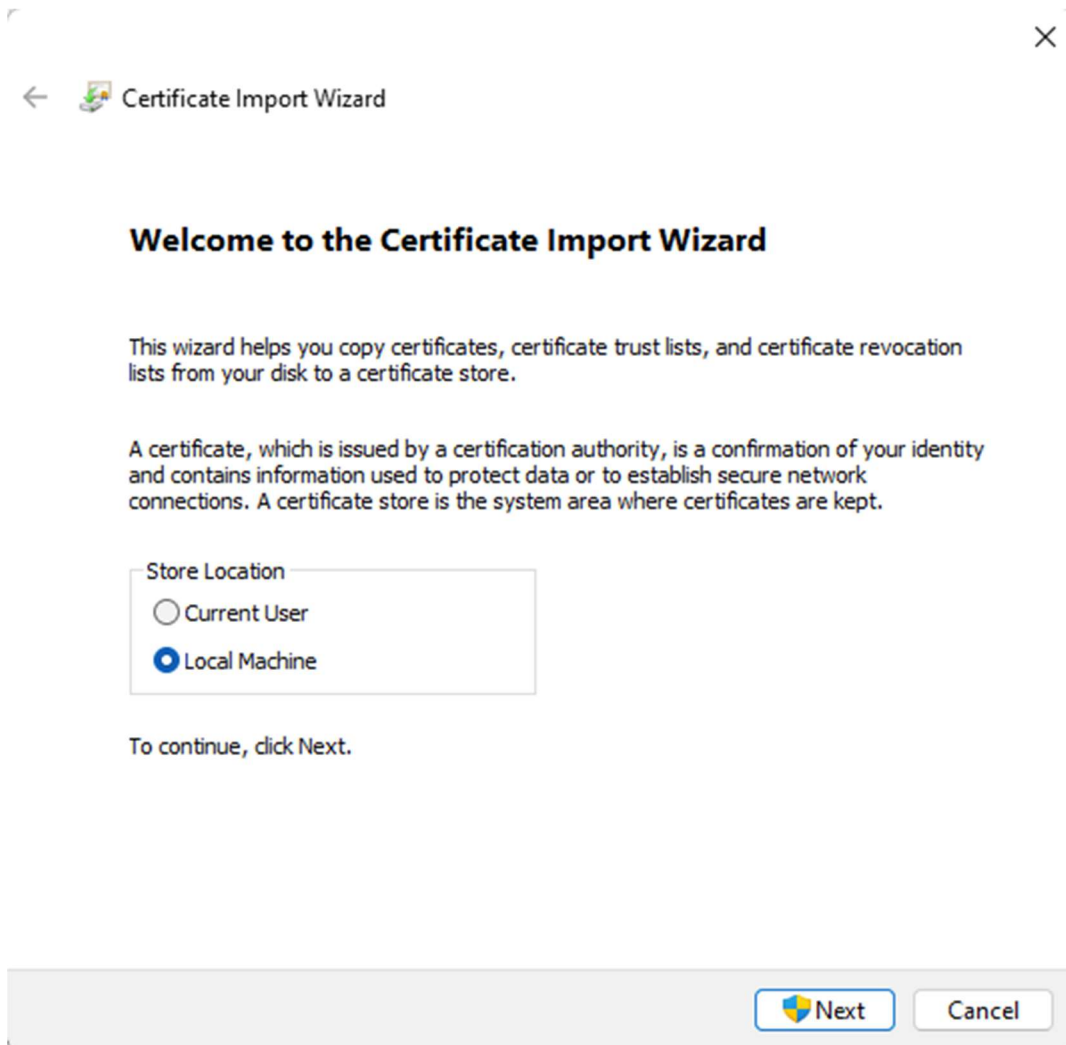 Certificate Import Wizard
Welcome to the Certificate Import Wizard
This wizard helps you copy certificates, certificate trust lists, and certificate revocation
lists from your disk to a certificate store.
A certificate, which is issued by a certification authority, is a confirmation of your identity
and contains information used to protect data or to establish secure network
connections. A certificate store is the system area where certificates are kept.
Store Location
Current User
Local Machine
To continue, click Next.
Next
Cancel